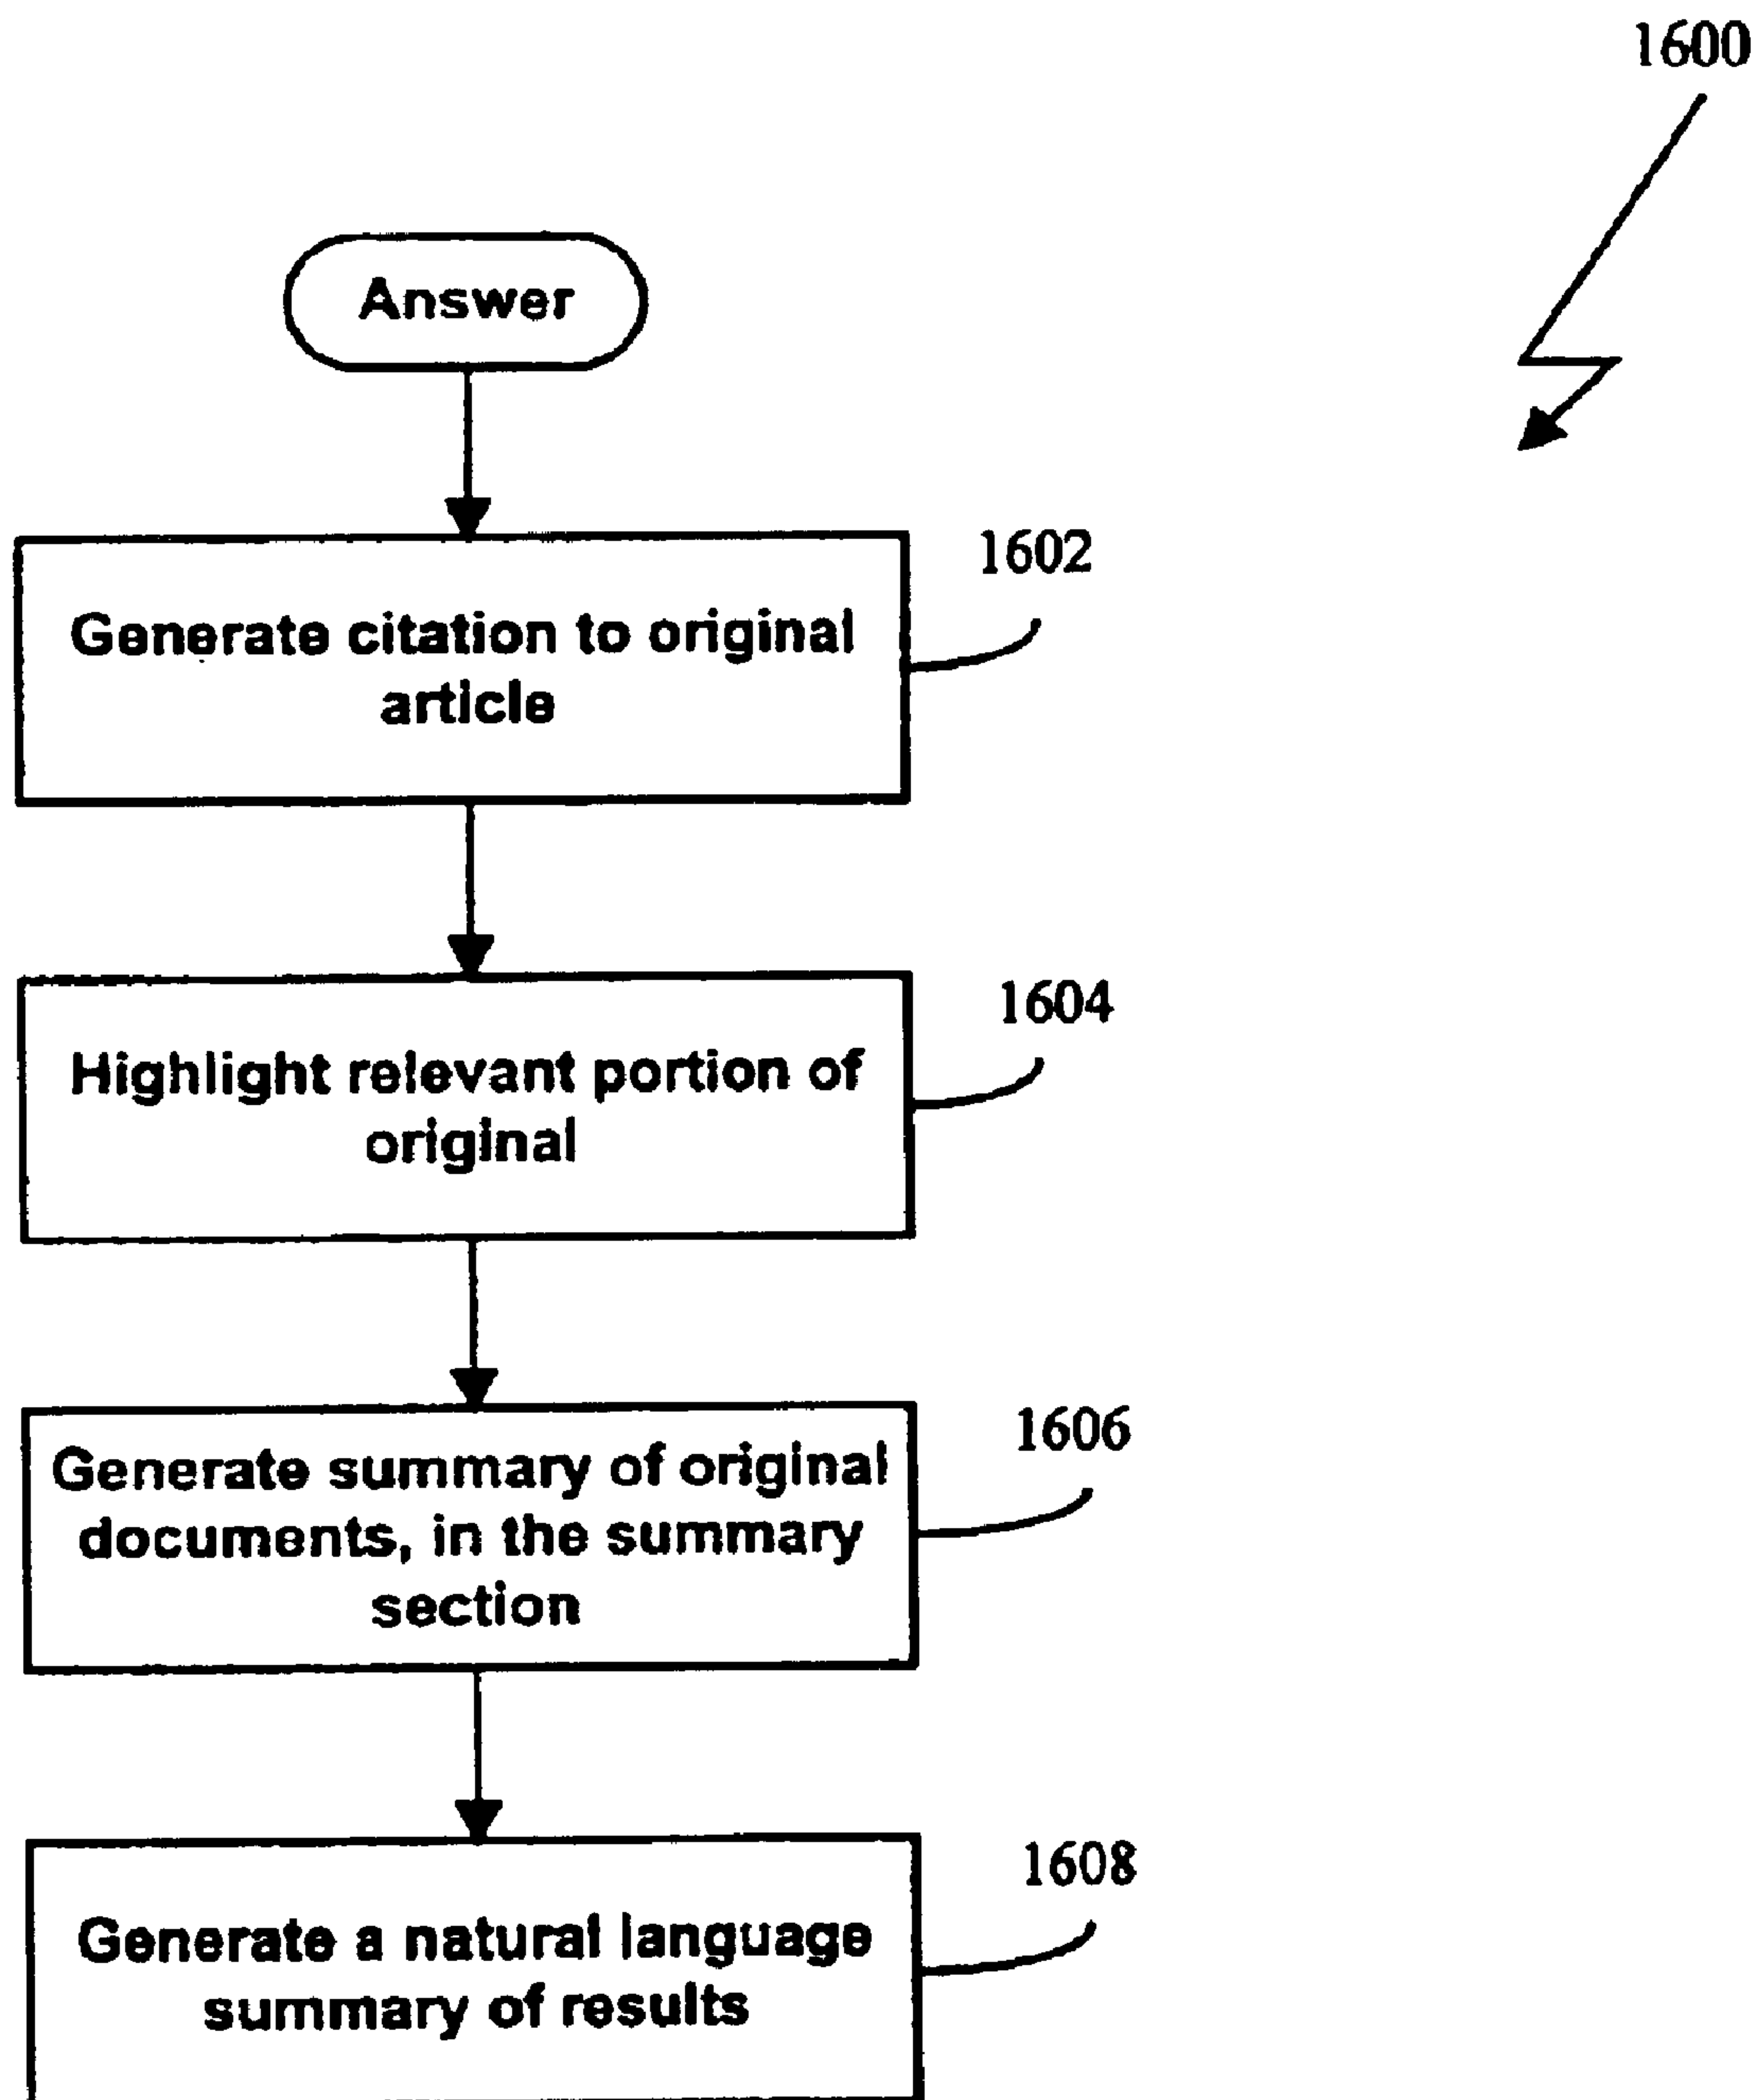 1600
Answer
1602
Generate citation to original
article
1604
Highlight relevant portion of
original
1606
Generate summary of original
documents, in the summary
section
1608
Generate a natural language
summary of results